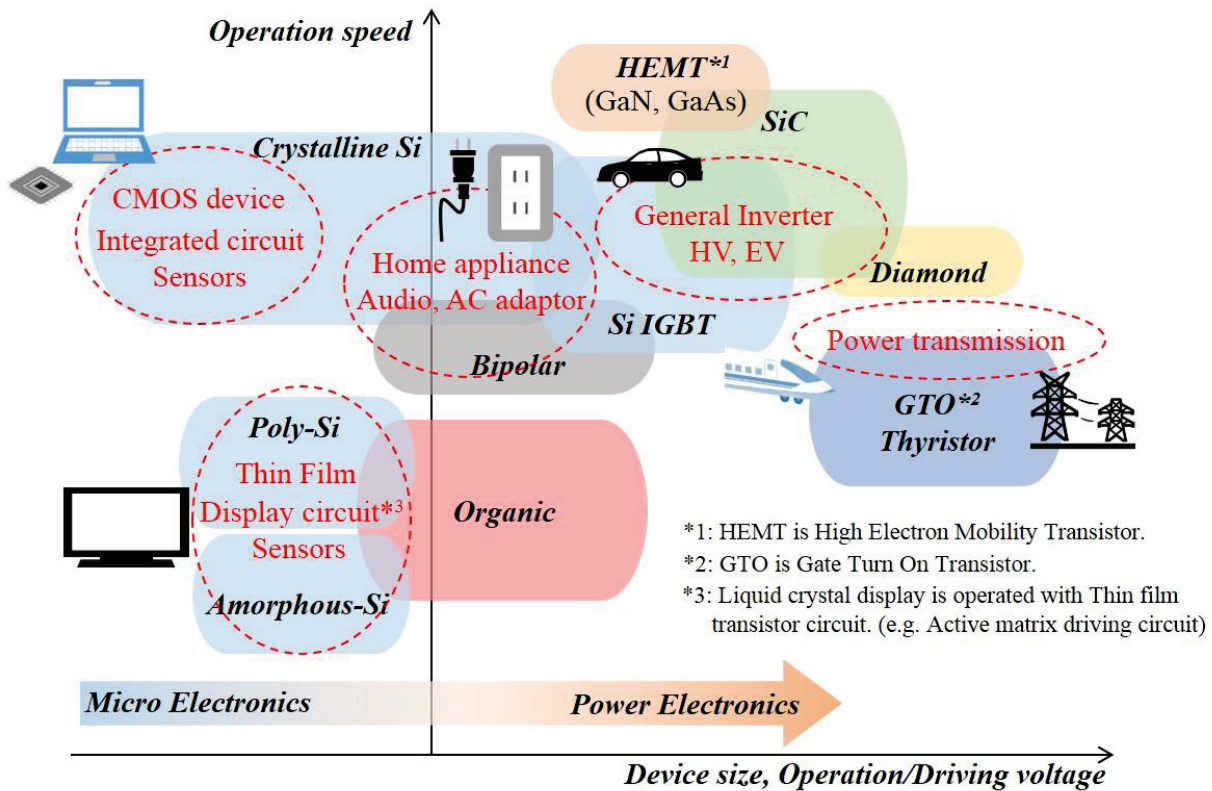 Operation speed
HEMT*1
(GaN, GaAs)
SiC
Crystalline Si
CMOS device
Integrated circuit
Sensors
Home appliance
Audio, AC adaptor
General Inverter
HV, EV
Diamond
Si IGBT
Bipolar
Power transmission
GTO*2
Thyristor
Poly-Si
Thin Film
Display circuit*3
Sensors
Organic
Amorphous-Si
*1: HEMT is High Electron Mobility Transistor.
*2: GTO is Gate Turn On Transistor.
*3: Liquid crystal display is operated with Thin film
transistor circuit. (e.g. Active matrix driving circuit)
Micro Electronics
Power Electronics
Device size, Operation/Driving voltage